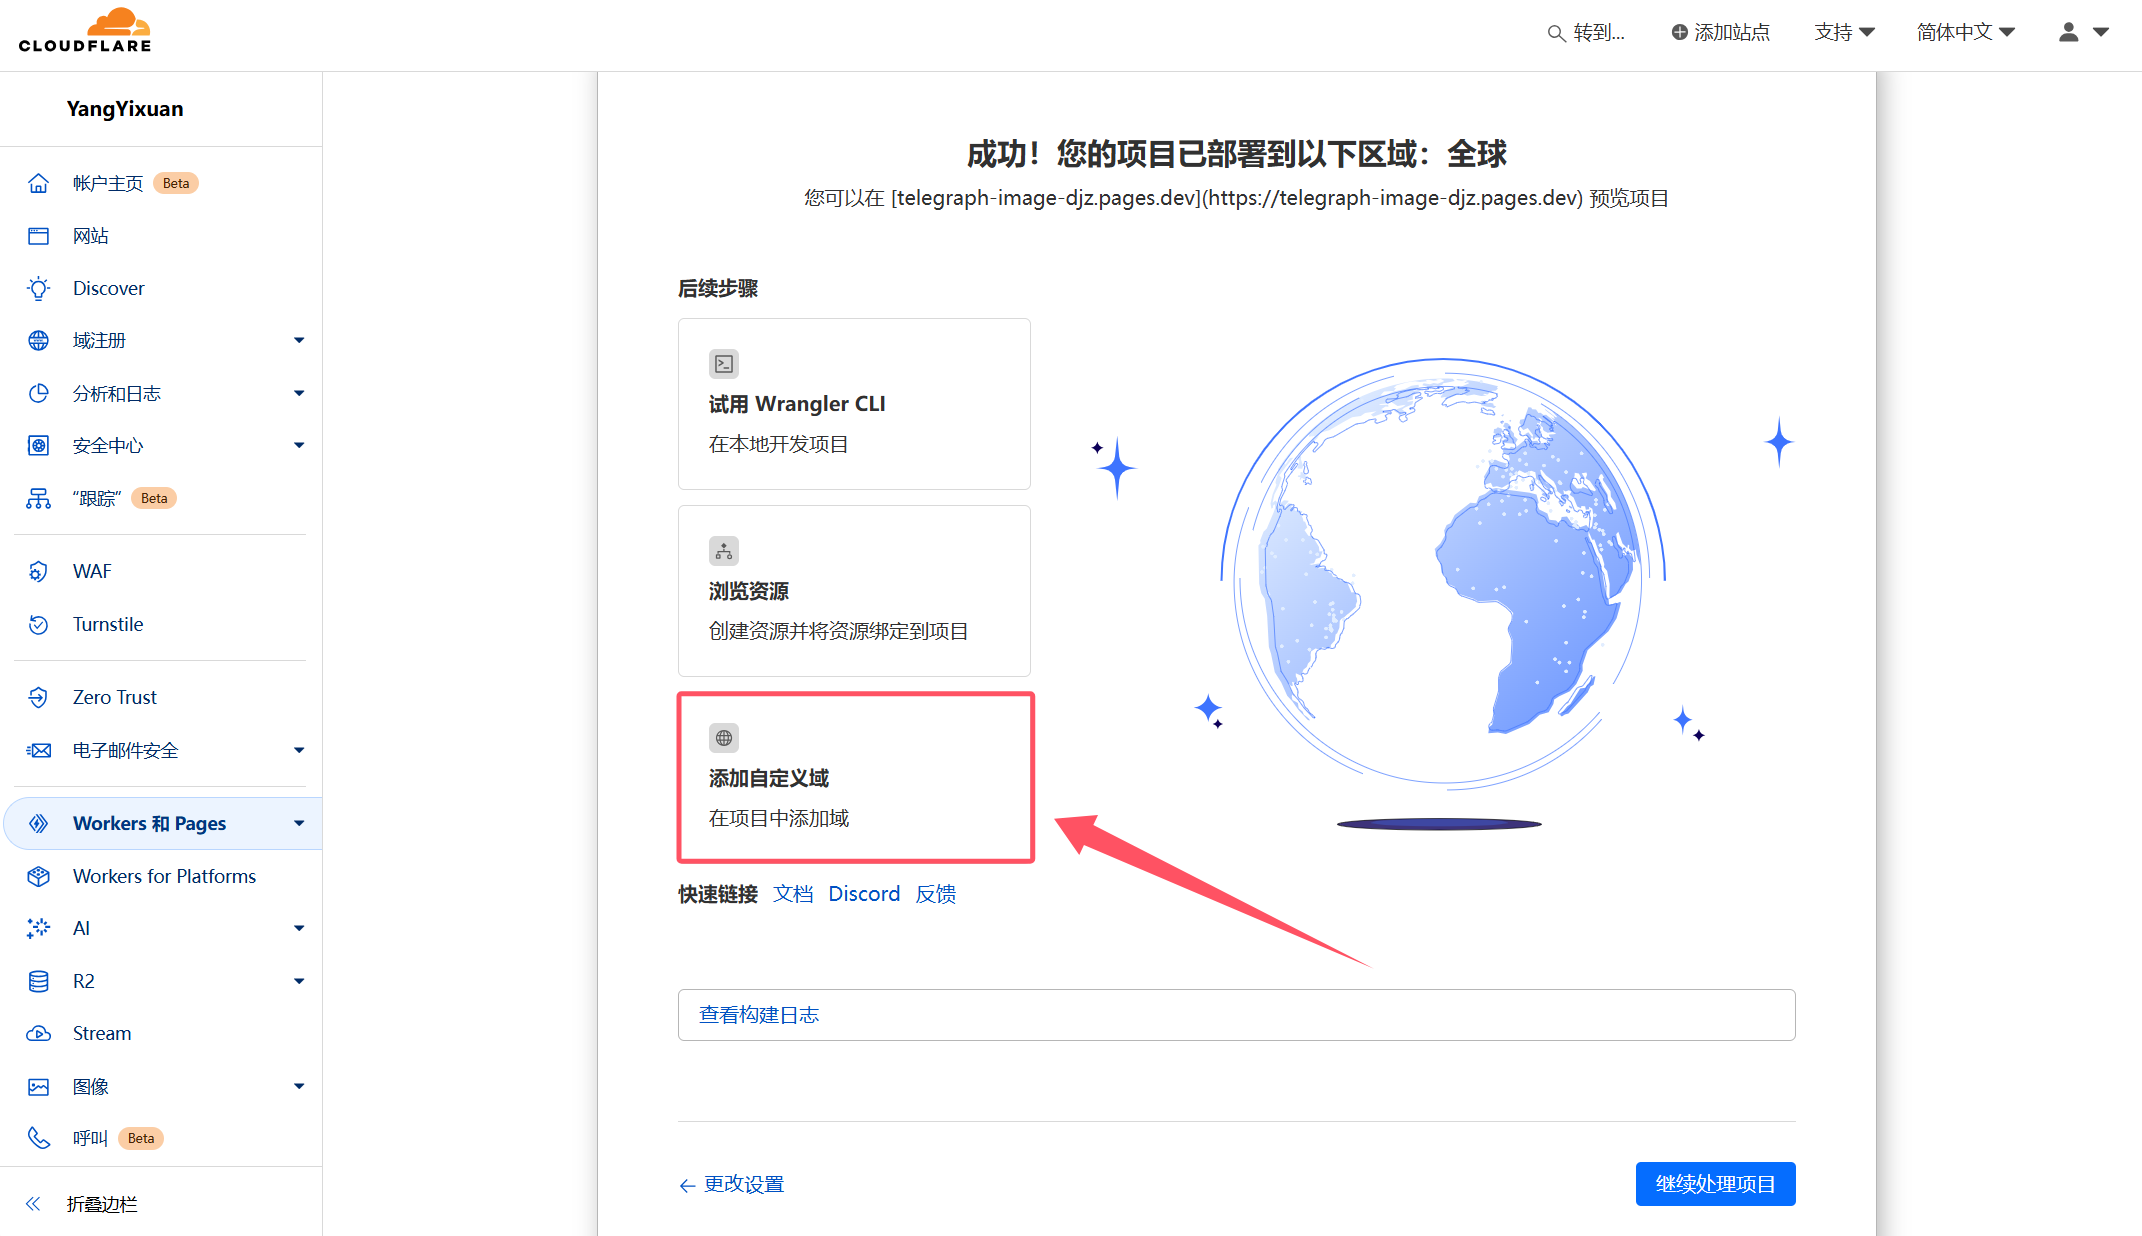 CLOUDFLARE
转到...
添加站点
支持
简体中文
YangYixuan
帐户主页 Beta
网站
Discover
域注册
分析和日志
安全中心
“跟踪” Beta
WAF
Turnstile
Zero Trust
电子邮件安全
Workers 和 Pages
Workers for Platforms
AI
R2
Stream
图像
呼叫 Beta
折叠边栏
成功！您的项目已部署到以下区域：全球
您可以在 [telegraph-image-djz.pages.dev](https://telegraph-image-djz.pages.dev) 预览项目
后续步骤
试用 Wrangler CLI
在本地开发项目
浏览资源
创建资源并将资源绑定到项目
添加自定义域
在项目中添加域
快速链接 文档 Discord 反馈
查看构建日志
更改设置
继续处理项目